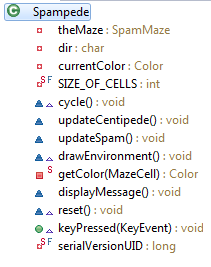 Spampede
theMaze : SpamMaze
dir : char
currentColor : Color
S F SIZE_OF_CELLS : int
cycle() : void
updateCentipede() : void
updateSpam() : void
drawEnvironment() : void
S getColor(MazeCell) : Color
displayMessage() : void
reset() : void
keyPressed(KeyEvent) : void
S F serialVersionUID : long